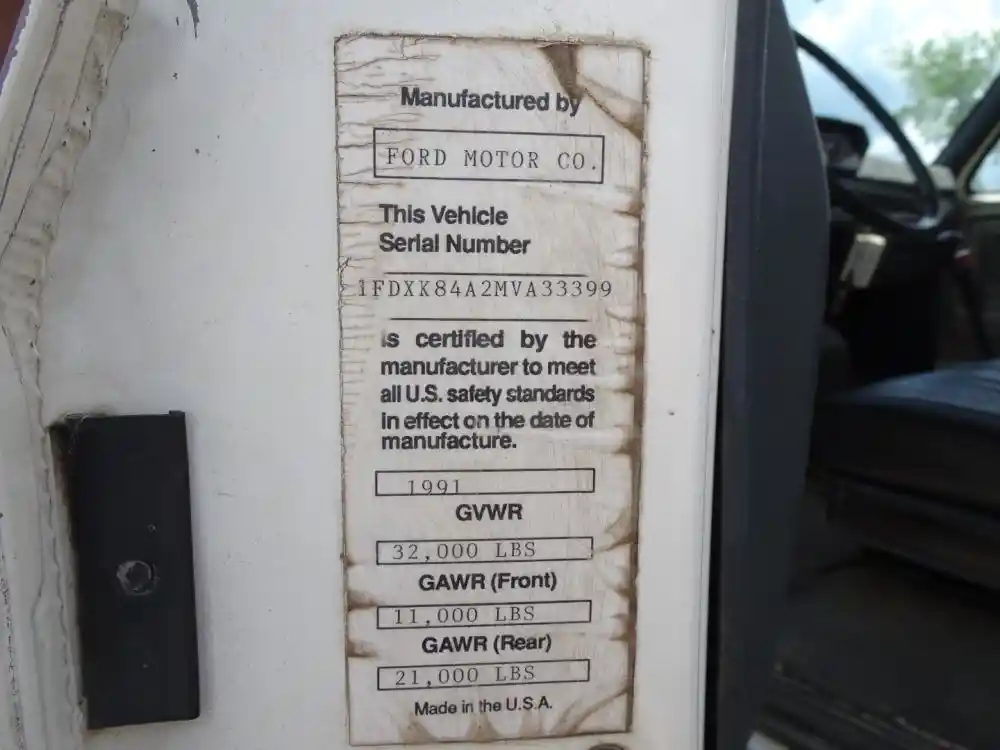 Manufactured by
FORD MOTOR CO.
This Vehicle
Serial Number
1FDXK84A2MVA33399
is certified by the
manufacturer to meet
all U.S. safety standards
in effect on the date of
manufacture.
1991
GVWR
32,000 LBS
GAWR (Front)
11,000 LBS
GAWR (Rear)
21,000 LBS
Made in the U.S.A.